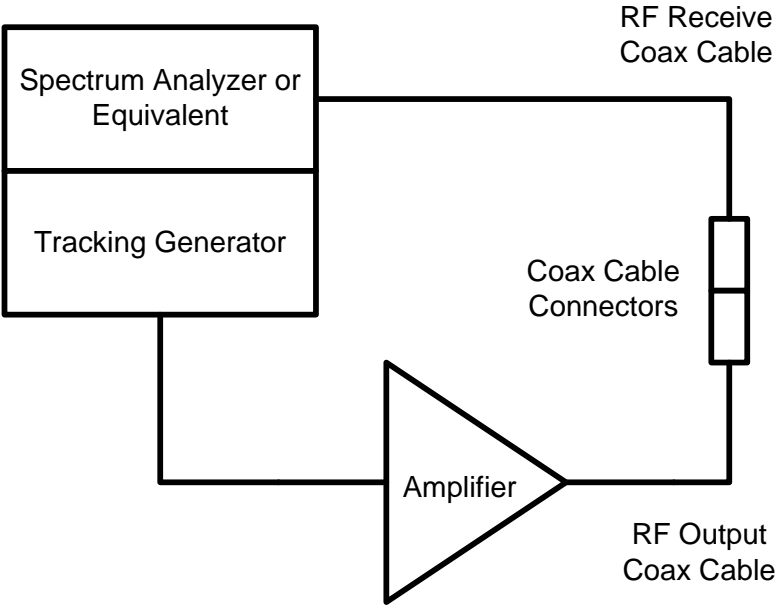 RF Receive
Coax Cable
Spectrum Analyzer or
Equivalent
Tracking Generator
Coax Cable
Connectors
Amplifier
RF Output
Coax Cable